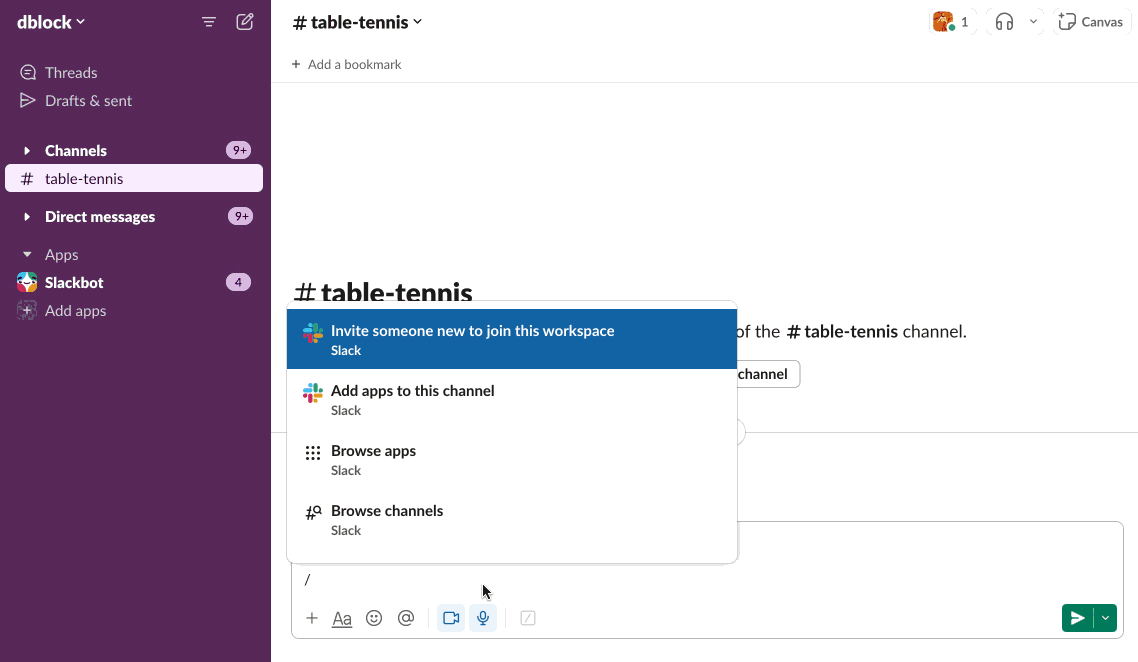 dblock
Threads
Drafts & sent
Channels
9+
# table-tennis
Direct messages
9+
Apps
Slackbot
4
Add apps
# table-tennis
1
Canvas
+ Add a bookmark
# table-tennis
of the # table-tennis channel.
channel
Invite someone new to join this workspace
Slack
Add apps to this channel
Slack
Browse apps
Slack
Browse channels
Slack
/
Aa
@